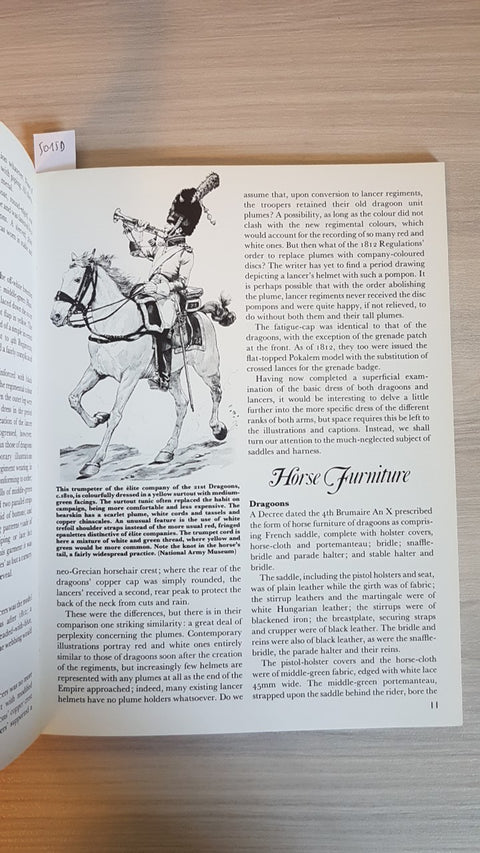 5015D
This trumpeter of the élite company of the 21st Dragoons,
c.1810, is colourfully dressed in a yellow surtout with medium-
green facings. The surtout tunic often replaced the habit on
campaign, being more comfortable and less expensive. The
bearskin has a scarlet plume, white cords and tassels and
copper chinscales. An unusual feature is the use of white
trefoil shoulder straps instead of the more usual red, fringed
epaulettes distinctive of élite companies. The trumpet cord is
here a mixture of white and green thread, where yellow and
green would be more common. Note the knot in the horse's
tail, a fairly widespread practice. (National Army Museum)
neo-Grecian horsehair crest; where the rear of the
dragoons' copper cap was simply rounded, the
lancers' received a second, rear peak to protect the
back of the neck from cuts and rain.
These were the differences, but there is in their
comparison one striking similarity: a great deal of
perplexity concerning the plumes. Contemporary
illustrations portray red and white ones entirely
similar to those of dragoons soon after the creation
of the regiments, but increasingly few helmets are
represented with any plumes at all as the end of the
Empire approached; indeed, many existing lancer
helmets have no plume holders whatsoever. Do we
assume that, upon conversion to lancer regiments,
the troopers retained their old dragoon unit
plumes? A possibility, as long as the colour did not
clash with the new regimental colours, which
would account for the recording of so many red and
white ones. But then what of the 1812 Regulations'
order to replace plumes with company-coloured
discs? The writer has yet to find a period drawing
depicting a lancer's helmet with such a pompon. It
is perhaps possible that with the order abolishing
the plume, lancer regiments never received the disc
pompons and were quite happy, if not relieved, to
do without both them and their tall plumes.
The fatigue-cap was identical to that of the
dragoons, with the exception of the grenade patch
at the front. As of 1812, they too were issued the
flat-topped Pokalem model with the substitution of
crossed lances for the grenade badge.
Having now completed a superficial exam-
ination of the basic dress of both dragoons and
lancers, it would be interesting to delve a little
further into the more specific dress of the different
ranks of both arms, but space requires this be left to
the illustrations and captions. Instead, we shall
turn our attention to the much-neglected subject of
saddles and harness.
Horse Furniture
Dragoons
A Decree dated the 4th Brumaire An X prescribed
the form of horse furniture of dragoons as compris-
ing French saddle, complete with holster covers,
horse-cloth and portemanteau; bridle; snaffle-
bridle and parade halter; and stable halter and
bridle.
The saddle, including the pistol holsters and seat,
was of plain leather while the girth was of fabric;
the stirrup leathers and the martingale were of
white Hungarian leather; the stirrups were of
blackened iron; the breastplate, securing straps
and crupper were of black leather. The bridle and
reins were also of black leather, as were the snaffle-
bridle, the parade halter and their reins.
The pistol-holster covers and the horse-cloth
were of middle-green fabric, edged with white lace
45mm wide. The middle-green portemanteau,
strapped upon the saddle behind the rider, bore the
11